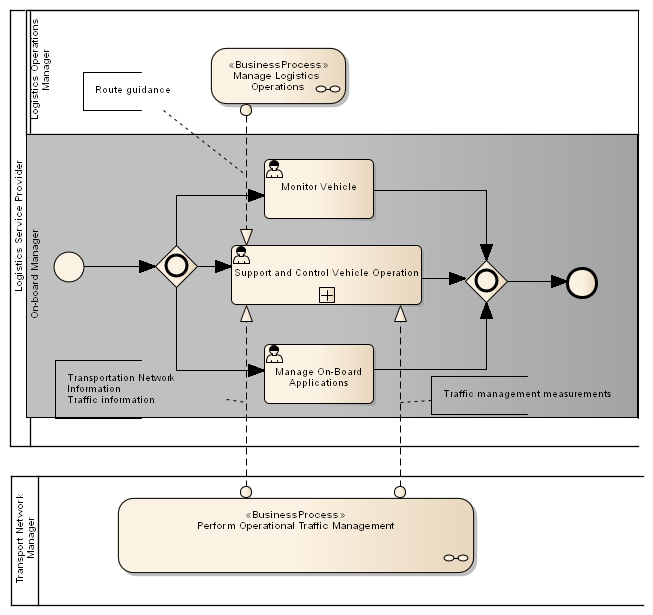 Logistics Service Provider
Logistics Operations
Manager
«BusinessProcess»
Manage Logistics
Operations
Route guidance
On-board Manager
Monitor Vehicle
Support and Control Vehicle Operation
Manage On-Board
Applications
Transportation Network
Information
Traffic information
Traffic management measurements
Transport Network
Manager
«BusinessProcess»
Perform Operational Traffic Management